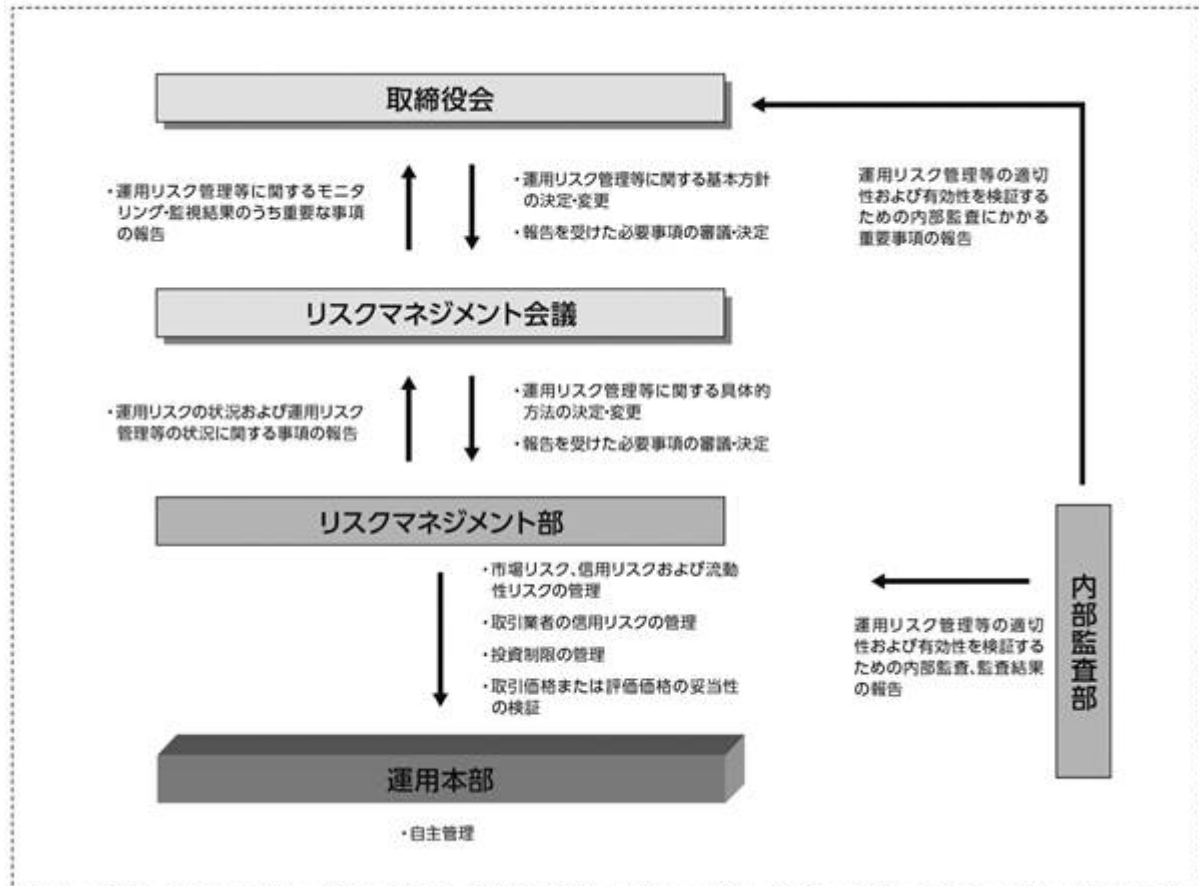 取締役会
・運用リスク管理等に関するモニタ
リング・監視結果のうち重要な事項
の報告
・運用リスク管理等に関する基本方針
の決定・変更
・報告を受けた必要事項の審議・決定
運用リスク管理等の適切
性および有効性を検証する
ための内部監査にかかる
重要事項の報告
リスクマネジメント会議
・運用リスクの状況および運用リスク
管理等の状況に関する事項の報告
・運用リスク管理等に関する具体的
方法の決定・変更
・報告を受けた必要事項の審議・決定
リスクマネジメント部
・市場リスク、信用リスクおよび流動
性リスクの管理
・取引業者の信用リスクの管理
・投資制限の管理
・取引価格または評価価格の妥当性
の検証
内部監査部
運用リスク管理等の適切
性および有効性を検証する
ための内部監査、監査結果
の報告
運用本部
・自主管理